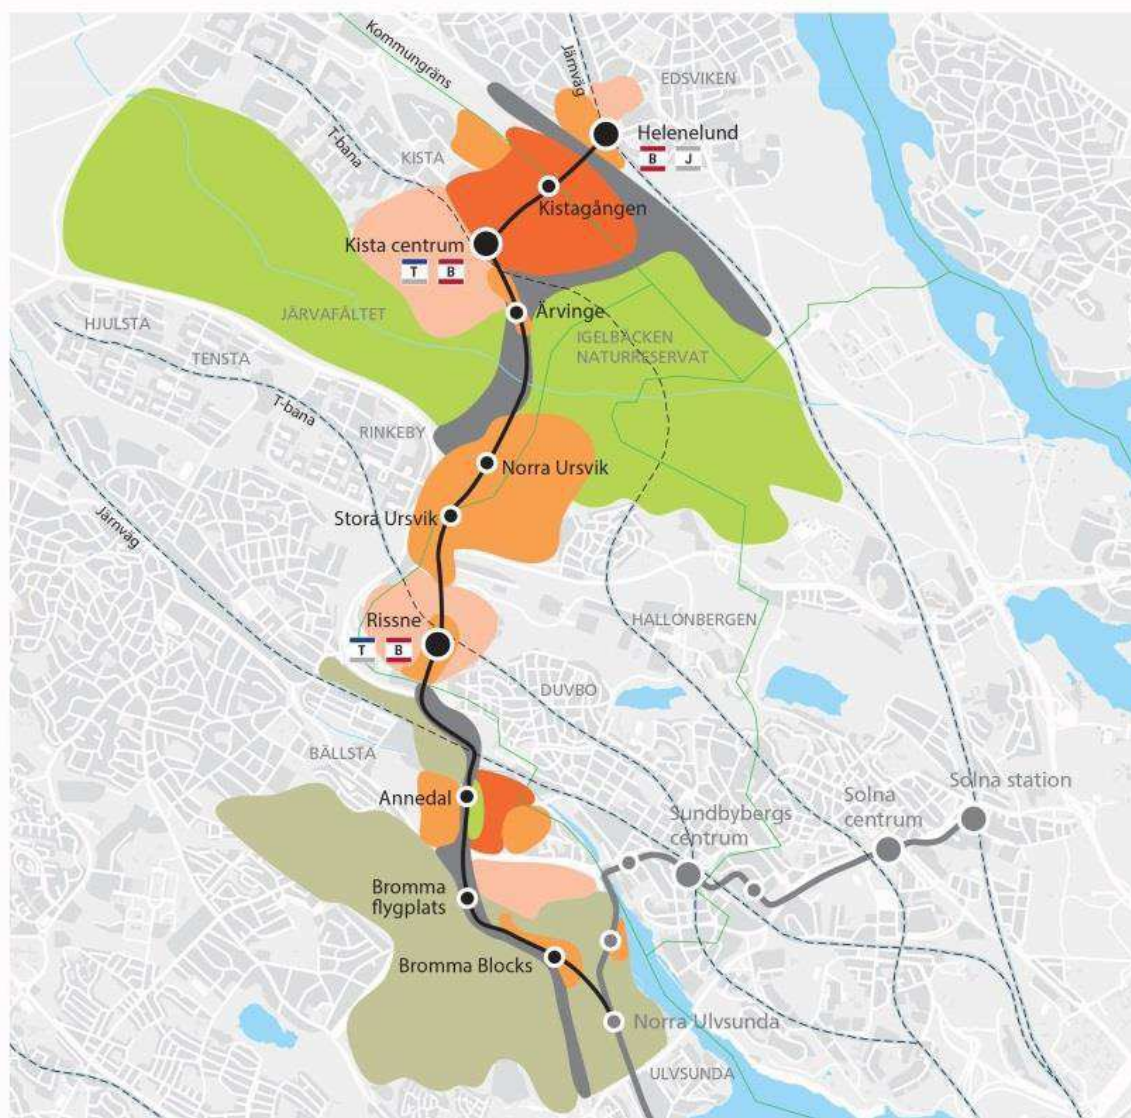 Kommungräns
Järnväg
EDSVIKEN
Helenelund
B J
T-bana
KISTA
Kistagången
Kista centrum
T B
Ärvinge
JÄRVAFÄLTET
IGELBÄCKEN
NATURRESERVAT
HJULSTA
TENSTA
T-bana
RINKEBY
Norra Ursvik
Stora Ursvik
Järnväg
Rissne
T B
HALLONBERGEN
DUVBO
BÄLLSTA
Annedal
Solna station
Solna
centrum
Sundbybergs
centrum
Bromma
flygplats
Bromma Blocks
Norra Ulvsunda
ULVSUNDA